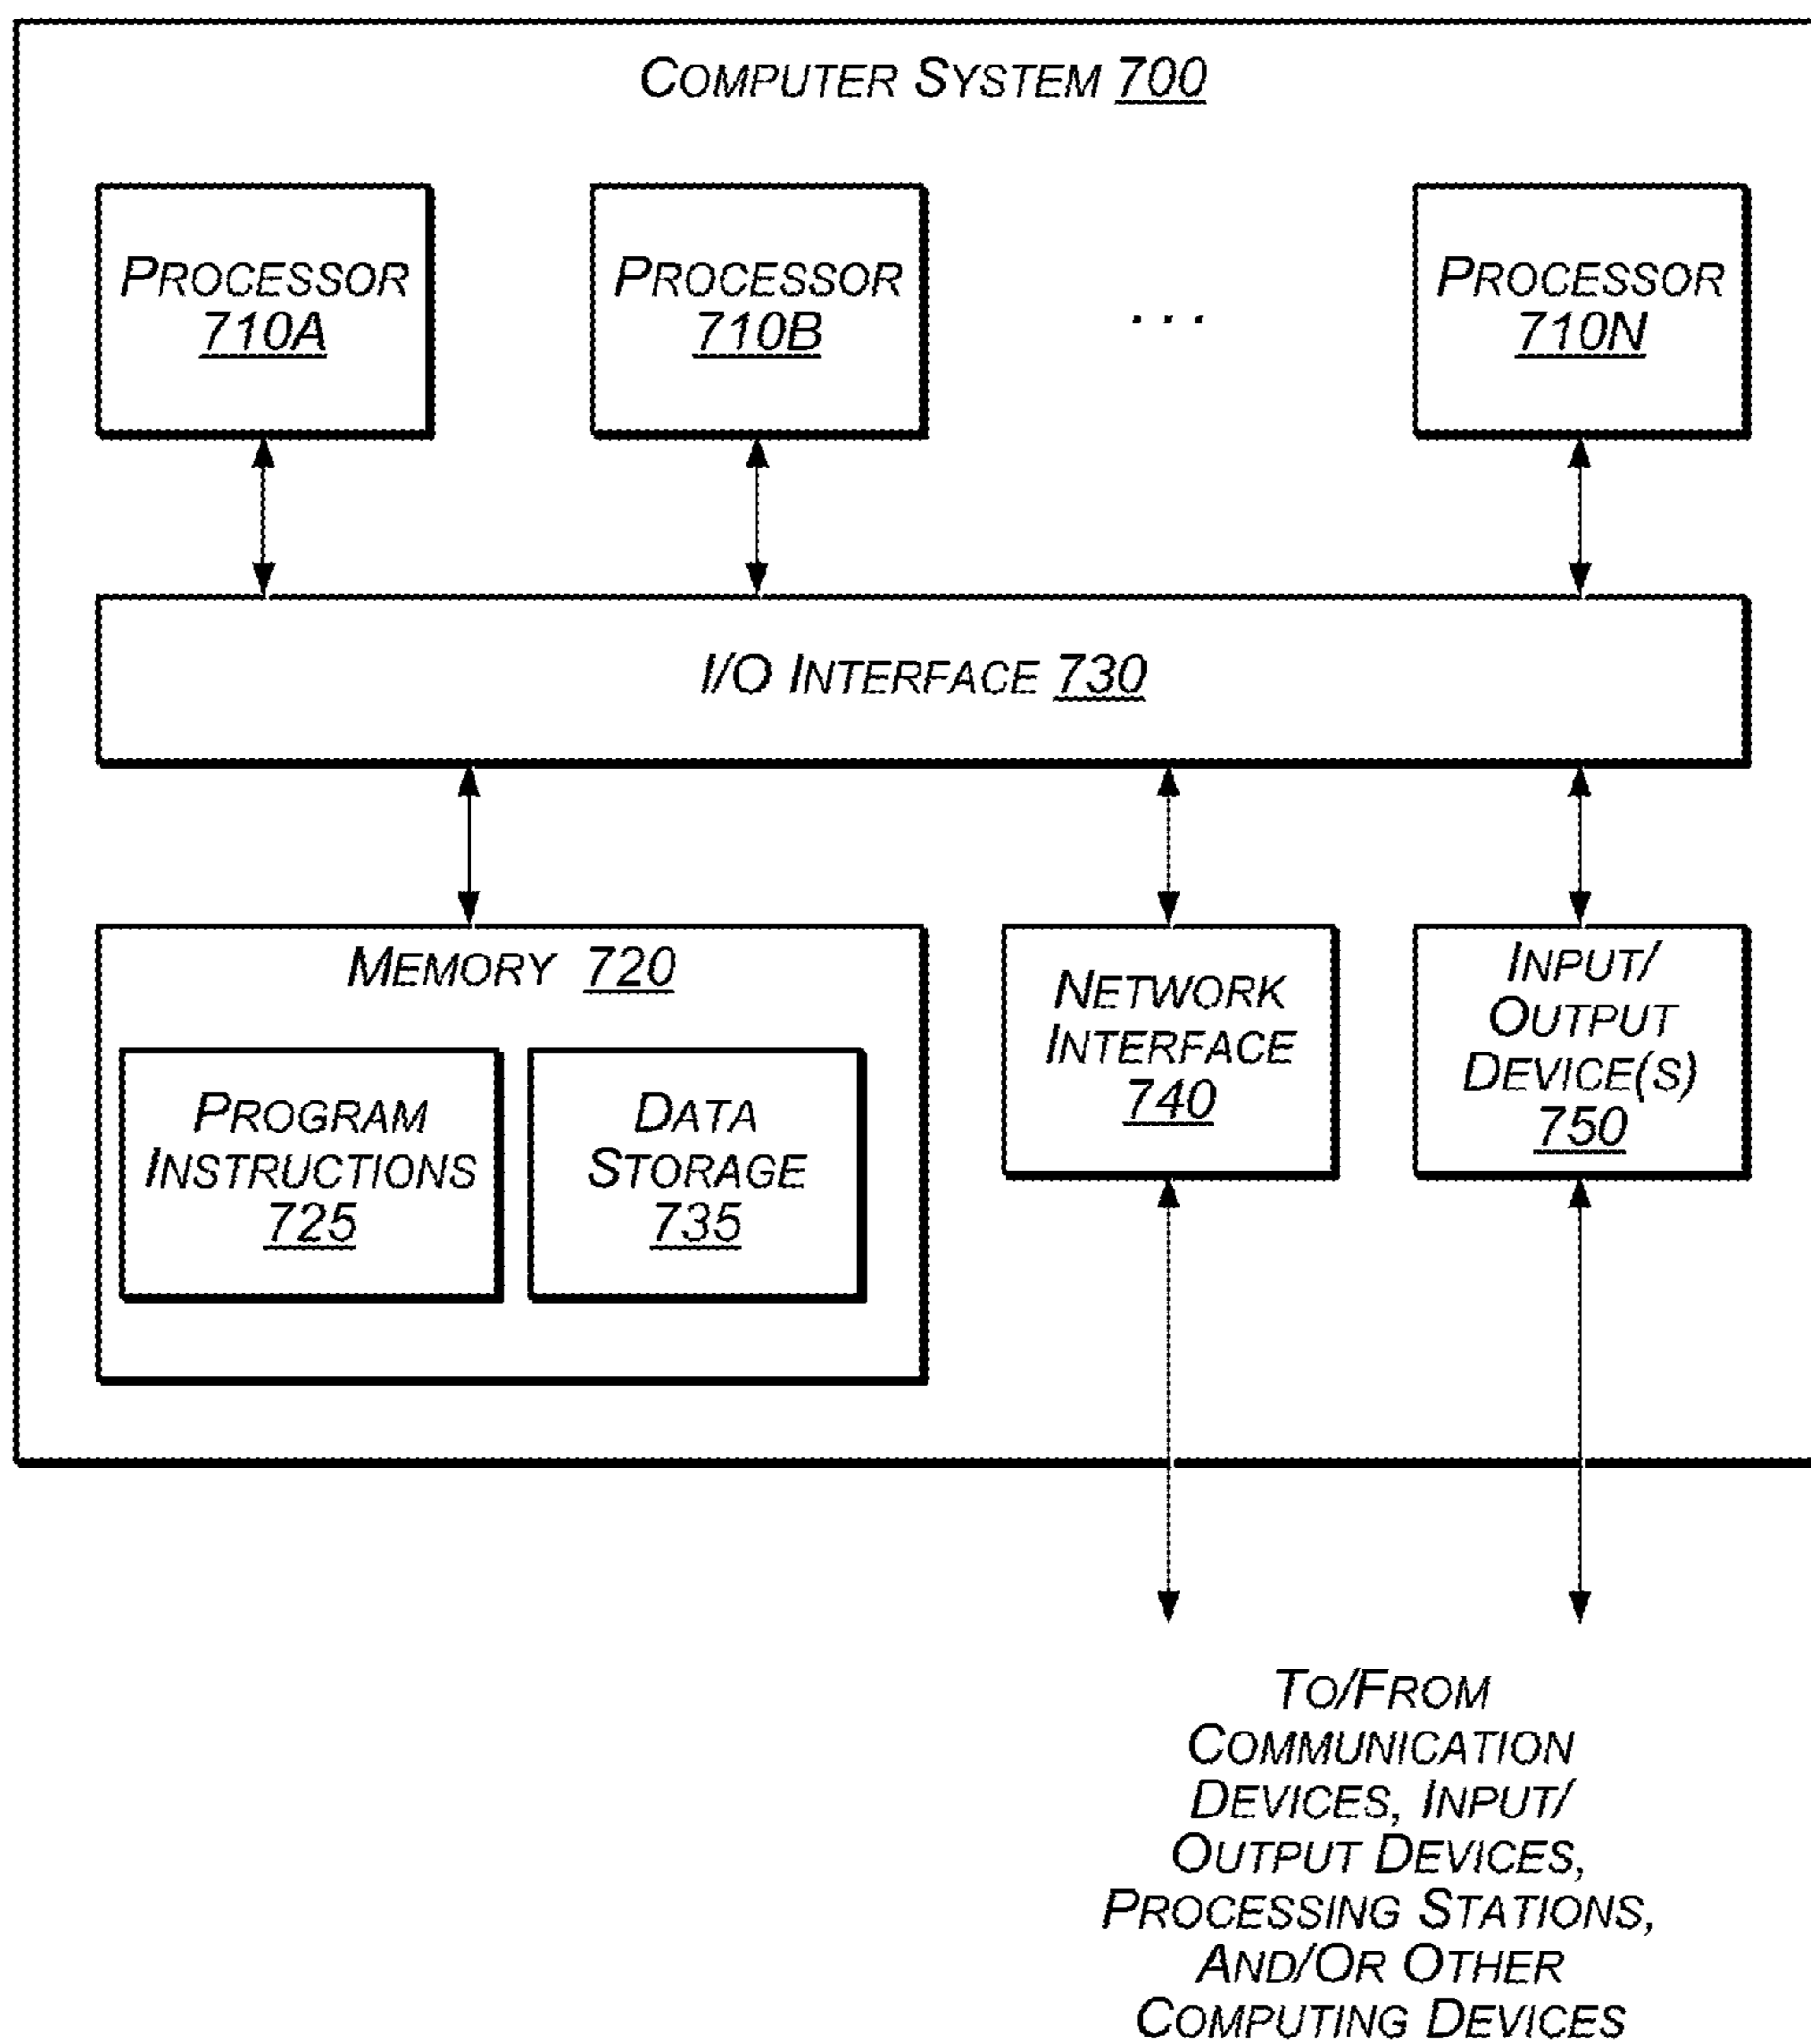 COMPUTER SYSTEM 700
PROCESSOR
710A
PROCESSOR
710B
. . .
PROCESSOR
710N
I/O INTERFACE 730
MEMORY 720
PROGRAM
INSTRUCTIONS
725
DATA
STORAGE
735
NETWORK
INTERFACE
740
INPUT/
OUTPUT
DEVICE(S)
750
TO/FROM
COMMUNICATION
DEVICES, INPUT/
OUTPUT DEVICES,
PROCESSING STATIONS,
AND/OR OTHER
COMPUTING DEVICES